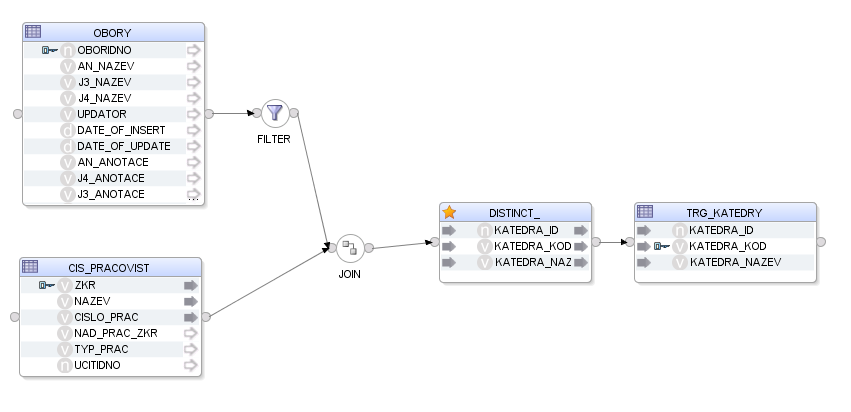 OBORY
OBORIDNO
AN_NAZEV
J3_NAZEV
J4_NAZEV
UPDATOR
DATE_OF_INSERT
DATE_OF_UPDATE
AN_ANOTACE
J4_ANOTACE
J3_ANOTACE
...
FILTER
CIS_PRACOVIST
ZKR
NAZEV
CISLO_PRAC
NAD_PRAC_ZKR
TYP_PRAC
UCITIDNO
JOIN
DISTINCT_
KATEDRA_ID
KATEDRA_KOD
KATEDRA_NAZ
TRG_KATEDRY
KATEDRA_ID
KATEDRA_KOD
KATEDRA_NAZEV